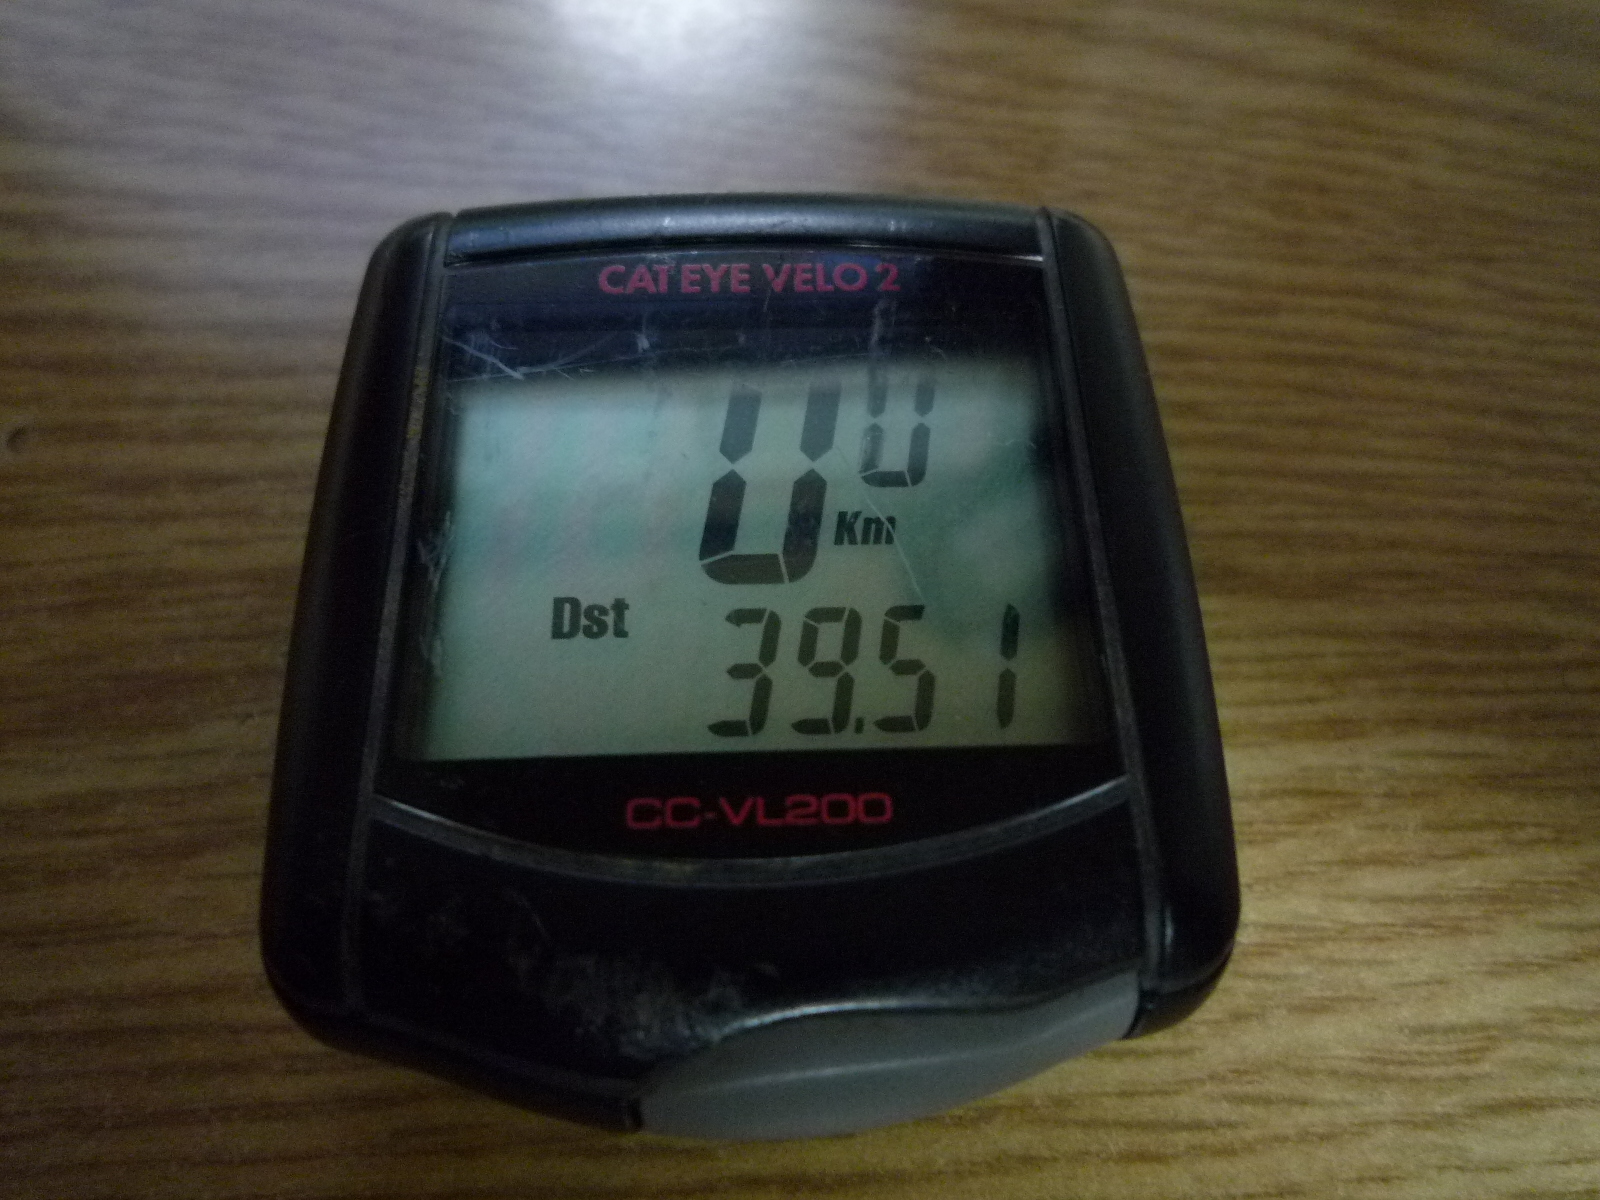 CAT EYE VELO 2
0.0
Km
Dst
39.51
CC-VL200